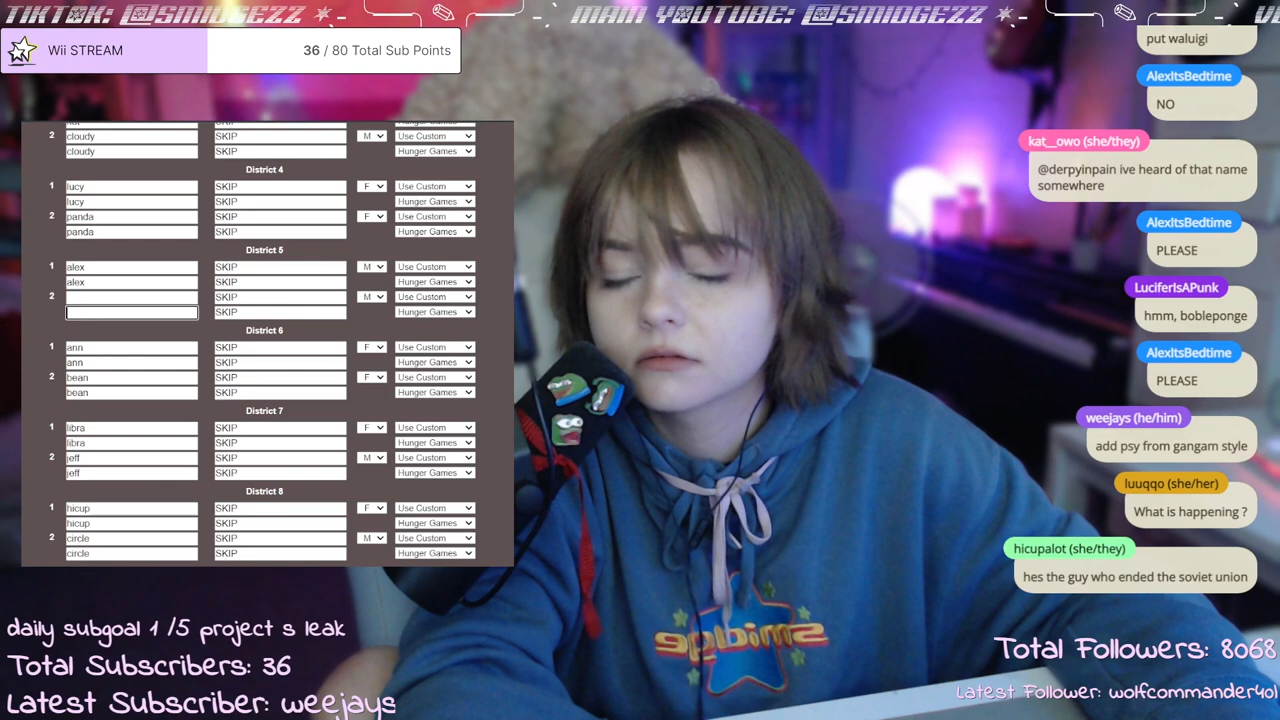 TIKTOK: @SMIDGEZZ
MAM YOUTUBE: @SMIDGEZZ
Wii STREAM
36 / 80 Total Sub Points
2 cloudy SKIP M Use Custom
cloudy SKIP Hunger Games
District 4
1 lucy SKIP F Use Custom
lucy SKIP Hunger Games
2 panda SKIP F Use Custom
panda SKIP Hunger Games
District 5
1 alex SKIP M Use Custom
alex SKIP Hunger Games
2 SKIP M Use Custom
SKIP Hunger Games
District 6
1 ann SKIP F Use Custom
ann SKIP Hunger Games
2 bean SKIP F Use Custom
bean SKIP Hunger Games
District 7
1 libra SKIP F Use Custom
libra SKIP Hunger Games
2 jeff SKIP M Use Custom
jeff SKIP Hunger Games
District 8
1 hicup SKIP F Use Custom
hicup SKIP Hunger Games
2 circle SKIP M Use Custom
circle SKIP Hunger Games
put waluigi
AlexItsBedtime
NO
kat__owo (she/they)
@derpyinpain ive heard of that name
somewhere
AlexItsBedtime
PLEASE
LuciferIsAPunk
hmm, bobleponge
AlexItsBedtime
PLEASE
weejays (he/him)
add psy from gangam style
luuqqo (she/her)
What is happening ?
hicupalot (she/they)
hes the guy who ended the soviet union
Smidge
daily subgoal 1 /5 project s leak
Total Subscribers: 36
Latest Subscriber: weejays
Total Followers: 8068
Latest Follower: wolfcommander401